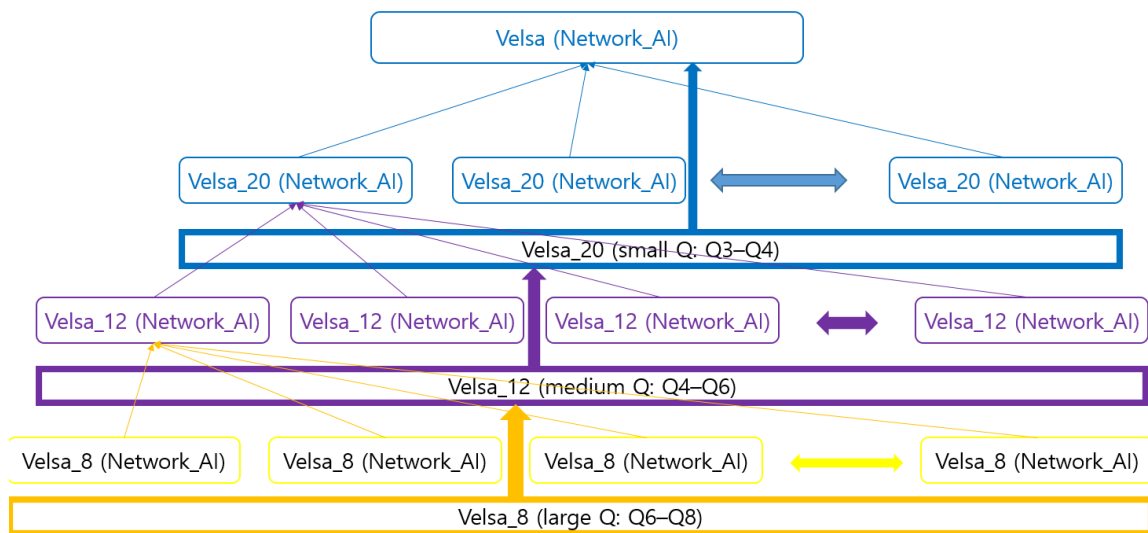 Velsa (Network_AI)
Velsa_20 (Network_AI)
Velsa_20 (Network_AI)
Velsa_20 (Network_AI)
Velsa_20 (small Q: Q3–Q4)
Velsa_12 (Network_AI)
Velsa_12 (Network_AI)
Velsa_12 (Network_AI)
Velsa_12 (Network_AI)
Velsa_12 (medium Q: Q4–Q6)
Velsa_8 (Network_AI)
Velsa_8 (Network_AI)
Velsa_8 (Network_AI)
Velsa_8 (Network_AI)
Velsa_8 (large Q: Q6–Q8)